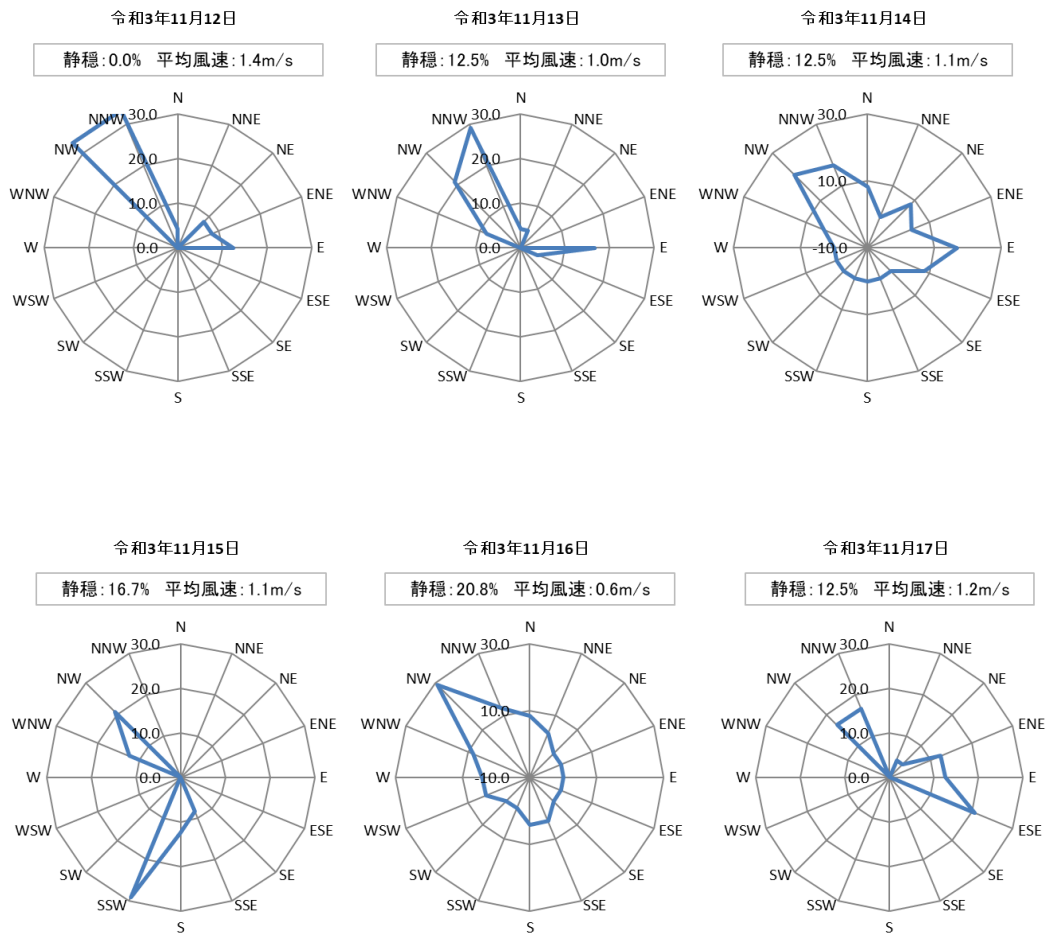 令和3年11月12日
静穏:0.0% 平均風速:1.4m/s
N
30.0
NNE
NE
ENE
E
ESE
SE
SSE
S
SSW
SW
WSW
W
WNW
NW
NNW
20.0
10.0
0.0
令和3年11月13日
静穏:12.5% 平均風速:1.0m/s
N
30.0
NNE
NE
ENE
E
ESE
SE
SSE
S
SSW
SW
WSW
W
WNW
NW
NNW
20.0
10.0
0.0
令和3年11月14日
静穏:12.5% 平均風速:1.1m/s
N
30.0
NNE
NE
ENE
E
ESE
SE
SSE
S
SSW
SW
WSW
W
WNW
NW
NNW
10.0
-10.0
令和3年11月15日
静穏:16.7% 平均風速:1.1m/s
N
30.0
NNE
NE
ENE
E
ESE
SE
SSE
S
SSW
SW
WSW
W
WNW
NW
NNW
20.0
10.0
0.0
令和3年11月16日
静穏:20.8% 平均風速:0.6m/s
N
30.0
NNE
NE
ENE
E
ESE
SE
SSE
S
SSW
SW
WSW
W
WNW
NW
NNW
10.0
-10.0
令和3年11月17日
静穏:12.5% 平均風速:1.2m/s
N
30.0
NNE
NE
ENE
E
ESE
SE
SSE
S
SSW
SW
WSW
W
WNW
NW
NNW
20.0
10.0
0.0